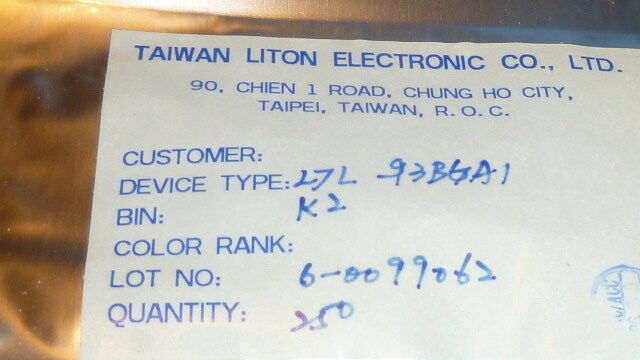 TAIWAN LITON ELECTRONIC CO., LTD.
90, CHIEN 1 ROAD, CHUNG HO CITY,
TAIPEI, TAIWAN, R.O.C.
CUSTOMER:
DEVICE TYPE: L7L 93BGA1
BIN: K2
COLOR RANK:
LOT NO: 6-0099062
QUANTITY: 250